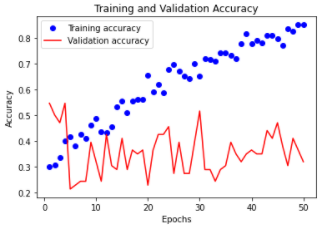 Training and Validation Accuracy
Training accuracy
Validation accuracy
Accuracy
0.8
0.7
0.6
0.5
0.4
0.3
0.2
0
10
20
30
40
50
Epochs